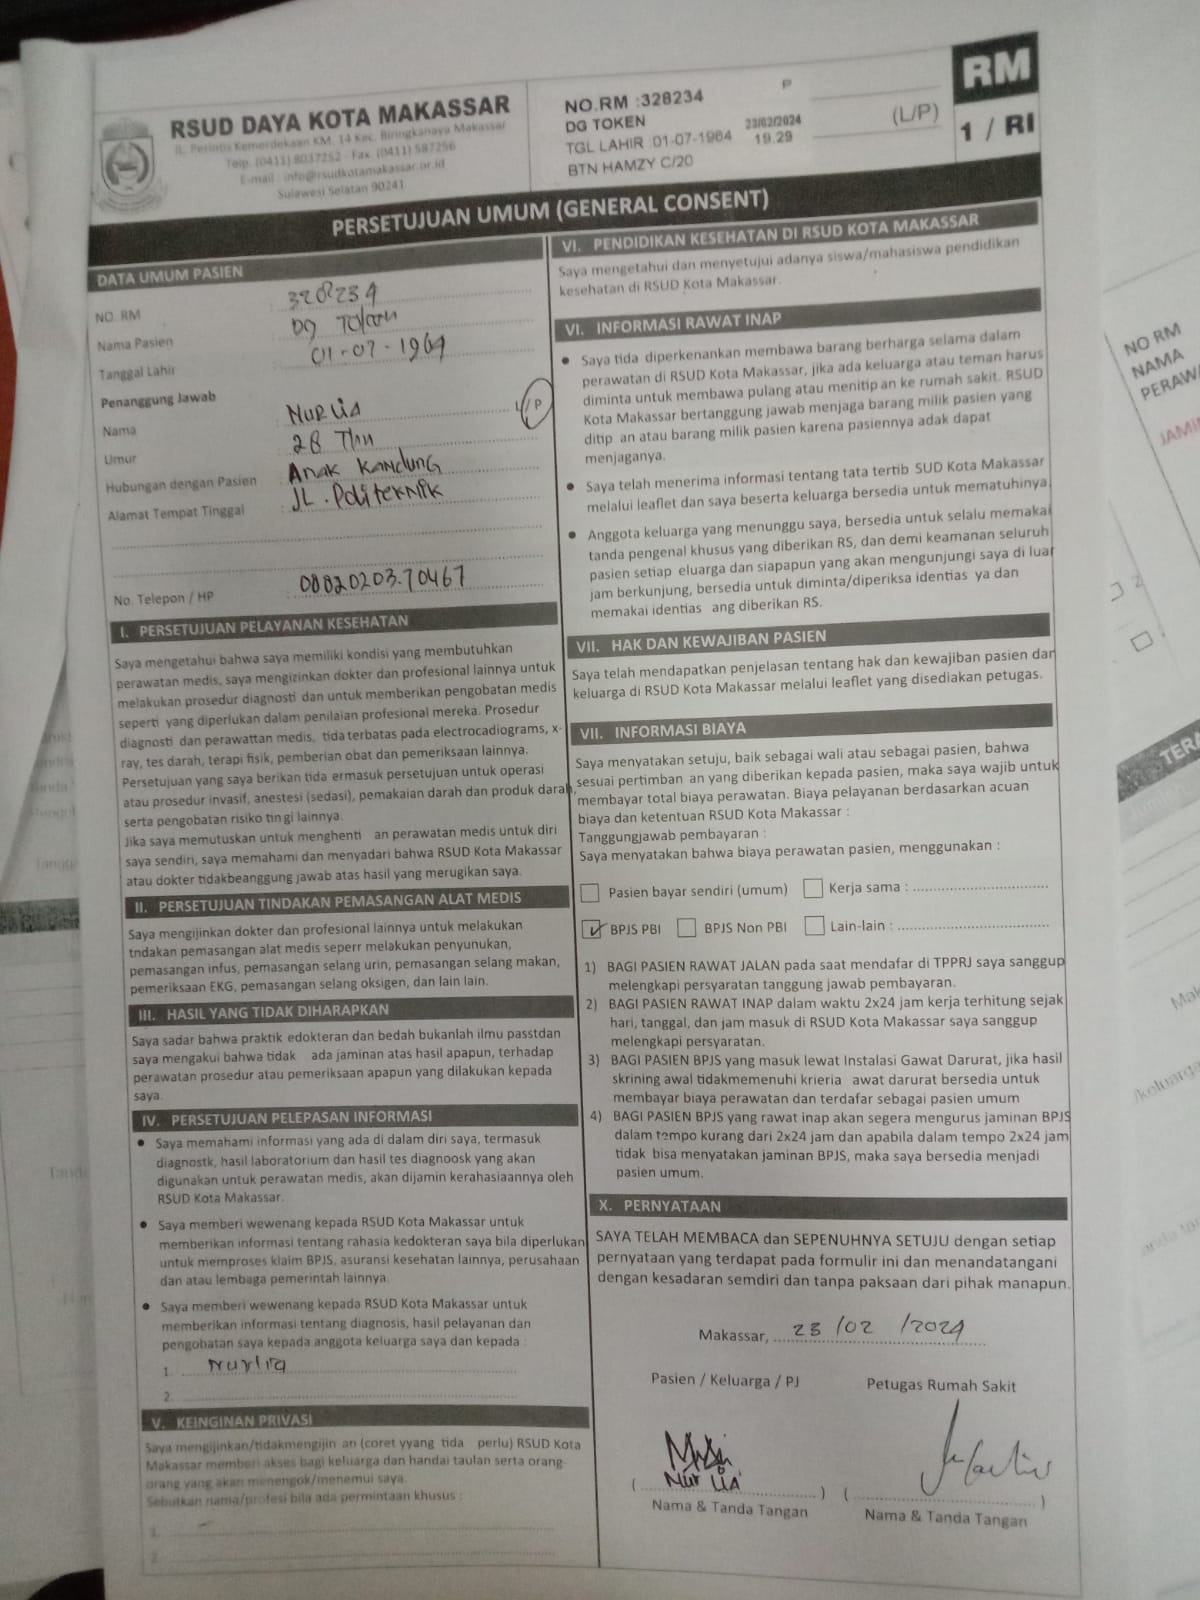 RSUD DAYA KOTA MAKASSAR
JL. Perintis Kemerdekaan KM. 14 Kec. Biringkanaya Makassar
Telp. (0411) 8037252 - Fax. (0411) 587256
E-mail : info@rsudkotamakassar.or.id
Sulawesi Selatan 90241
NO.RM :328234
P
DG TOKEN
23/02/2024
TGL LAHIR :01-07-1964
19.29
BTN HAMZY C/20
(L/P)
RM
1 / RI
PERSETUJUAN UMUM (GENERAL CONSENT)
DATA UMUM PASIEN
NO. RM : 328234
Nama Pasien : DG Token
Tanggal Lahir : 01-07-1964
Penanggung Jawab
Nama : NURLIA L/P
Umur : 28 Thn
Hubungan dengan Pasien : Anak Kandung
Alamat Tempat Tinggal : JL. Politeknik
No. Telepon / HP : 08820203.70467
I. PERSETUJUAN PELAYANAN KESEHATAN
Saya mengetahui bahwa saya memiliki kondisi yang membutuhkan
perawatan medis, saya mengizinkan dokter dan profesional lainnya untuk
melakukan prosedur diagnosti dan untuk memberikan pengobatan medis
seperti yang diperlukan dalam penilaian profesional mereka. Prosedur
diagnosti dan perawattan medis, tida terbatas pada electrocadiograms, x-
ray, tes darah, terapi fisik, pemberian obat dan pemeriksaan lainnya.
Persetujuan yang saya berikan tida ermasuk persetujuan untuk operasi
atau prosedur invasif, anestesi (sedasi), pemakaian darah dan produk darah,
serta pengobatan risiko tin gi lainnya.
Jika saya memutuskan untuk menghenti an perawatan medis untuk diri
saya sendiri, saya memahami dan menyadari bahwa RSUD Kota Makassar
atau dokter tidakbeanggung jawab atas hasil yang merugikan saya.
II. PERSETUJUAN TINDAKAN PEMASANGAN ALAT MEDIS
Saya mengijinkan dokter dan profesional lainnya untuk melakukan
tndakan pemasangan alat medis seperr melakukan penyunukan,
pemasangan infus, pemasangan selang urin, pemasangan selang makan,
pemeriksaan EKG, pemasangan selang oksigen, dan lain lain.
III. HASIL YANG TIDAK DIHARAPKAN
Saya sadar bahwa praktik edokteran dan bedah bukanlah ilmu passtdan
saya mengakui bahwa tidak ada jaminan atas hasil apapun, terhadap
perawatan prosedur atau pemeriksaan apapun yang dilakukan kepada
saya.
IV. PERSETUJUAN PELEPASAN INFORMASI
• Saya memahami informasi yang ada di dalam diri saya, termasuk
diagnostk, hasil laboratorium dan hasil tes diagnoosk yang akan
digunakan untuk perawatan medis, akan dijamin kerahasiaannya oleh
RSUD Kota Makassar.
• Saya memberi wewenang kepada RSUD Kota Makassar untuk
memberikan informasi tentang rahasia kedokteran saya bila diperlukan
untuk memproses klaim BPJS, asuransi kesehatan lainnya, perusahaan
dan atau lembaga pemerintah lainnya.
• Saya memberi wewenang kepada RSUD Kota Makassar untuk
memberikan informasi tentang diagnosis, hasil pelayanan dan
pengobatan saya kepada anggota keluarga saya dan kepada :
1. Nurlia
2.
V. KEINGINAN PRIVASI
Saya mengijinkan/tidakmengijin an (coret yyang tida perlu) RSUD Kota
Makassar memberi akses bagi keluarga dan handai taulan serta orang-
orang yang akan menengok/menemui saya.
Sebutkan nama/profesi bila ada permintaan khusus :
1. -
2.
VI. PENDIDIKAN KESEHATAN DI RSUD KOTA MAKASSAR
Saya mengetahui dan menyetujui adanya siswa/mahasiswa pendidikan
kesehatan di RSUD Kota Makassar.
VI. INFORMASI RAWAT INAP
• Saya tida diperkenankan membawa barang berharga selama dalam
perawatan di RSUD Kota Makassar, jika ada keluarga atau teman harus
diminta untuk membawa pulang atau menitip an ke rumah sakit. RSUD
Kota Makassar bertanggung jawab menjaga barang milik pasien yang
ditip an atau barang milik pasien karena pasiennya adak dapat
menjaganya.
• Saya telah menerima informasi tentang tata tertib SUD Kota Makassar
melalui leaflet dan saya beserta keluarga bersedia untuk mematuhinya
• Anggota keluarga yang menunggu saya, bersedia untuk selalu memakai
tanda pengenal khusus yang diberikan RS, dan demi keamanan seluruh
pasien setiap eluarga dan siapapun yang akan mengunjungi saya di luar
jam berkunjung, bersedia untuk diminta/diperiksa identias ya dan
memakai identias ang diberikan RS.
VII. HAK DAN KEWAJIBAN PASIEN
Saya telah mendapatkan penjelasan tentang hak dan kewajiban pasien dan
keluarga di RSUD Kota Makassar melalui leaflet yang disediakan petugas.
VII. INFORMASI BIAYA
Saya menyatakan setuju, baik sebagai wali atau sebagai pasien, bahwa
sesuai pertimban an yang diberikan kepada pasien, maka saya wajib untuk
membayar total biaya perawatan. Biaya pelayanan berdasarkan acuan
biaya dan ketentuan RSUD Kota Makassar :
Tanggungjawab pembayaran :
Saya menyatakan bahwa biaya perawatan pasien, menggunakan :
Pasien bayar sendiri (umum) Kerja sama :
BPJS PBI BPJS Non PBI Lain-lain :
1) BAGI PASIEN RAWAT JALAN pada saat mendafar di TPPRJ saya sanggup
melengkapi persyaratan tanggung jawab pembayaran.
2) BAGI PASIEN RAWAT INAP dalam waktu 2x24 jam kerja terhitung sejak
hari, tanggal, dan jam masuk di RSUD Kota Makassar saya sanggup
melengkapi persyaratan.
3) BAGI PASIEN BPJS yang masuk lewat Instalasi Gawat Darurat, jika hasil
skrining awal tidakmemenuhi krieria awat darurat bersedia untuk
membayar biaya perawatan dan terdafar sebagai pasien umum
4) BAGI PASIEN BPJS yang rawat inap akan segera mengurus jaminan BPJS
dalam tempo kurang dari 2x24 jam dan apabila dalam tempo 2x24 jam
tidak bisa menyatakan jaminan BPJS, maka saya bersedia menjadi
pasien umum.
X. PERNYATAAN
SAYA TELAH MEMBACA dan SEPENUHNYA SETUJU dengan setiap
pernyataan yang terdapat pada formulir ini dan menandatangani
dengan kesadaran semdiri dan tanpa paksaan dari pihak manapun.
Makassar, 23/02/2024
Pasien / Keluarga / PJ Petugas Rumah Sakit
(Nur Lia) ( )
Nama & Tanda Tangan Nama & Tanda Tangan
NO RM
NAMA